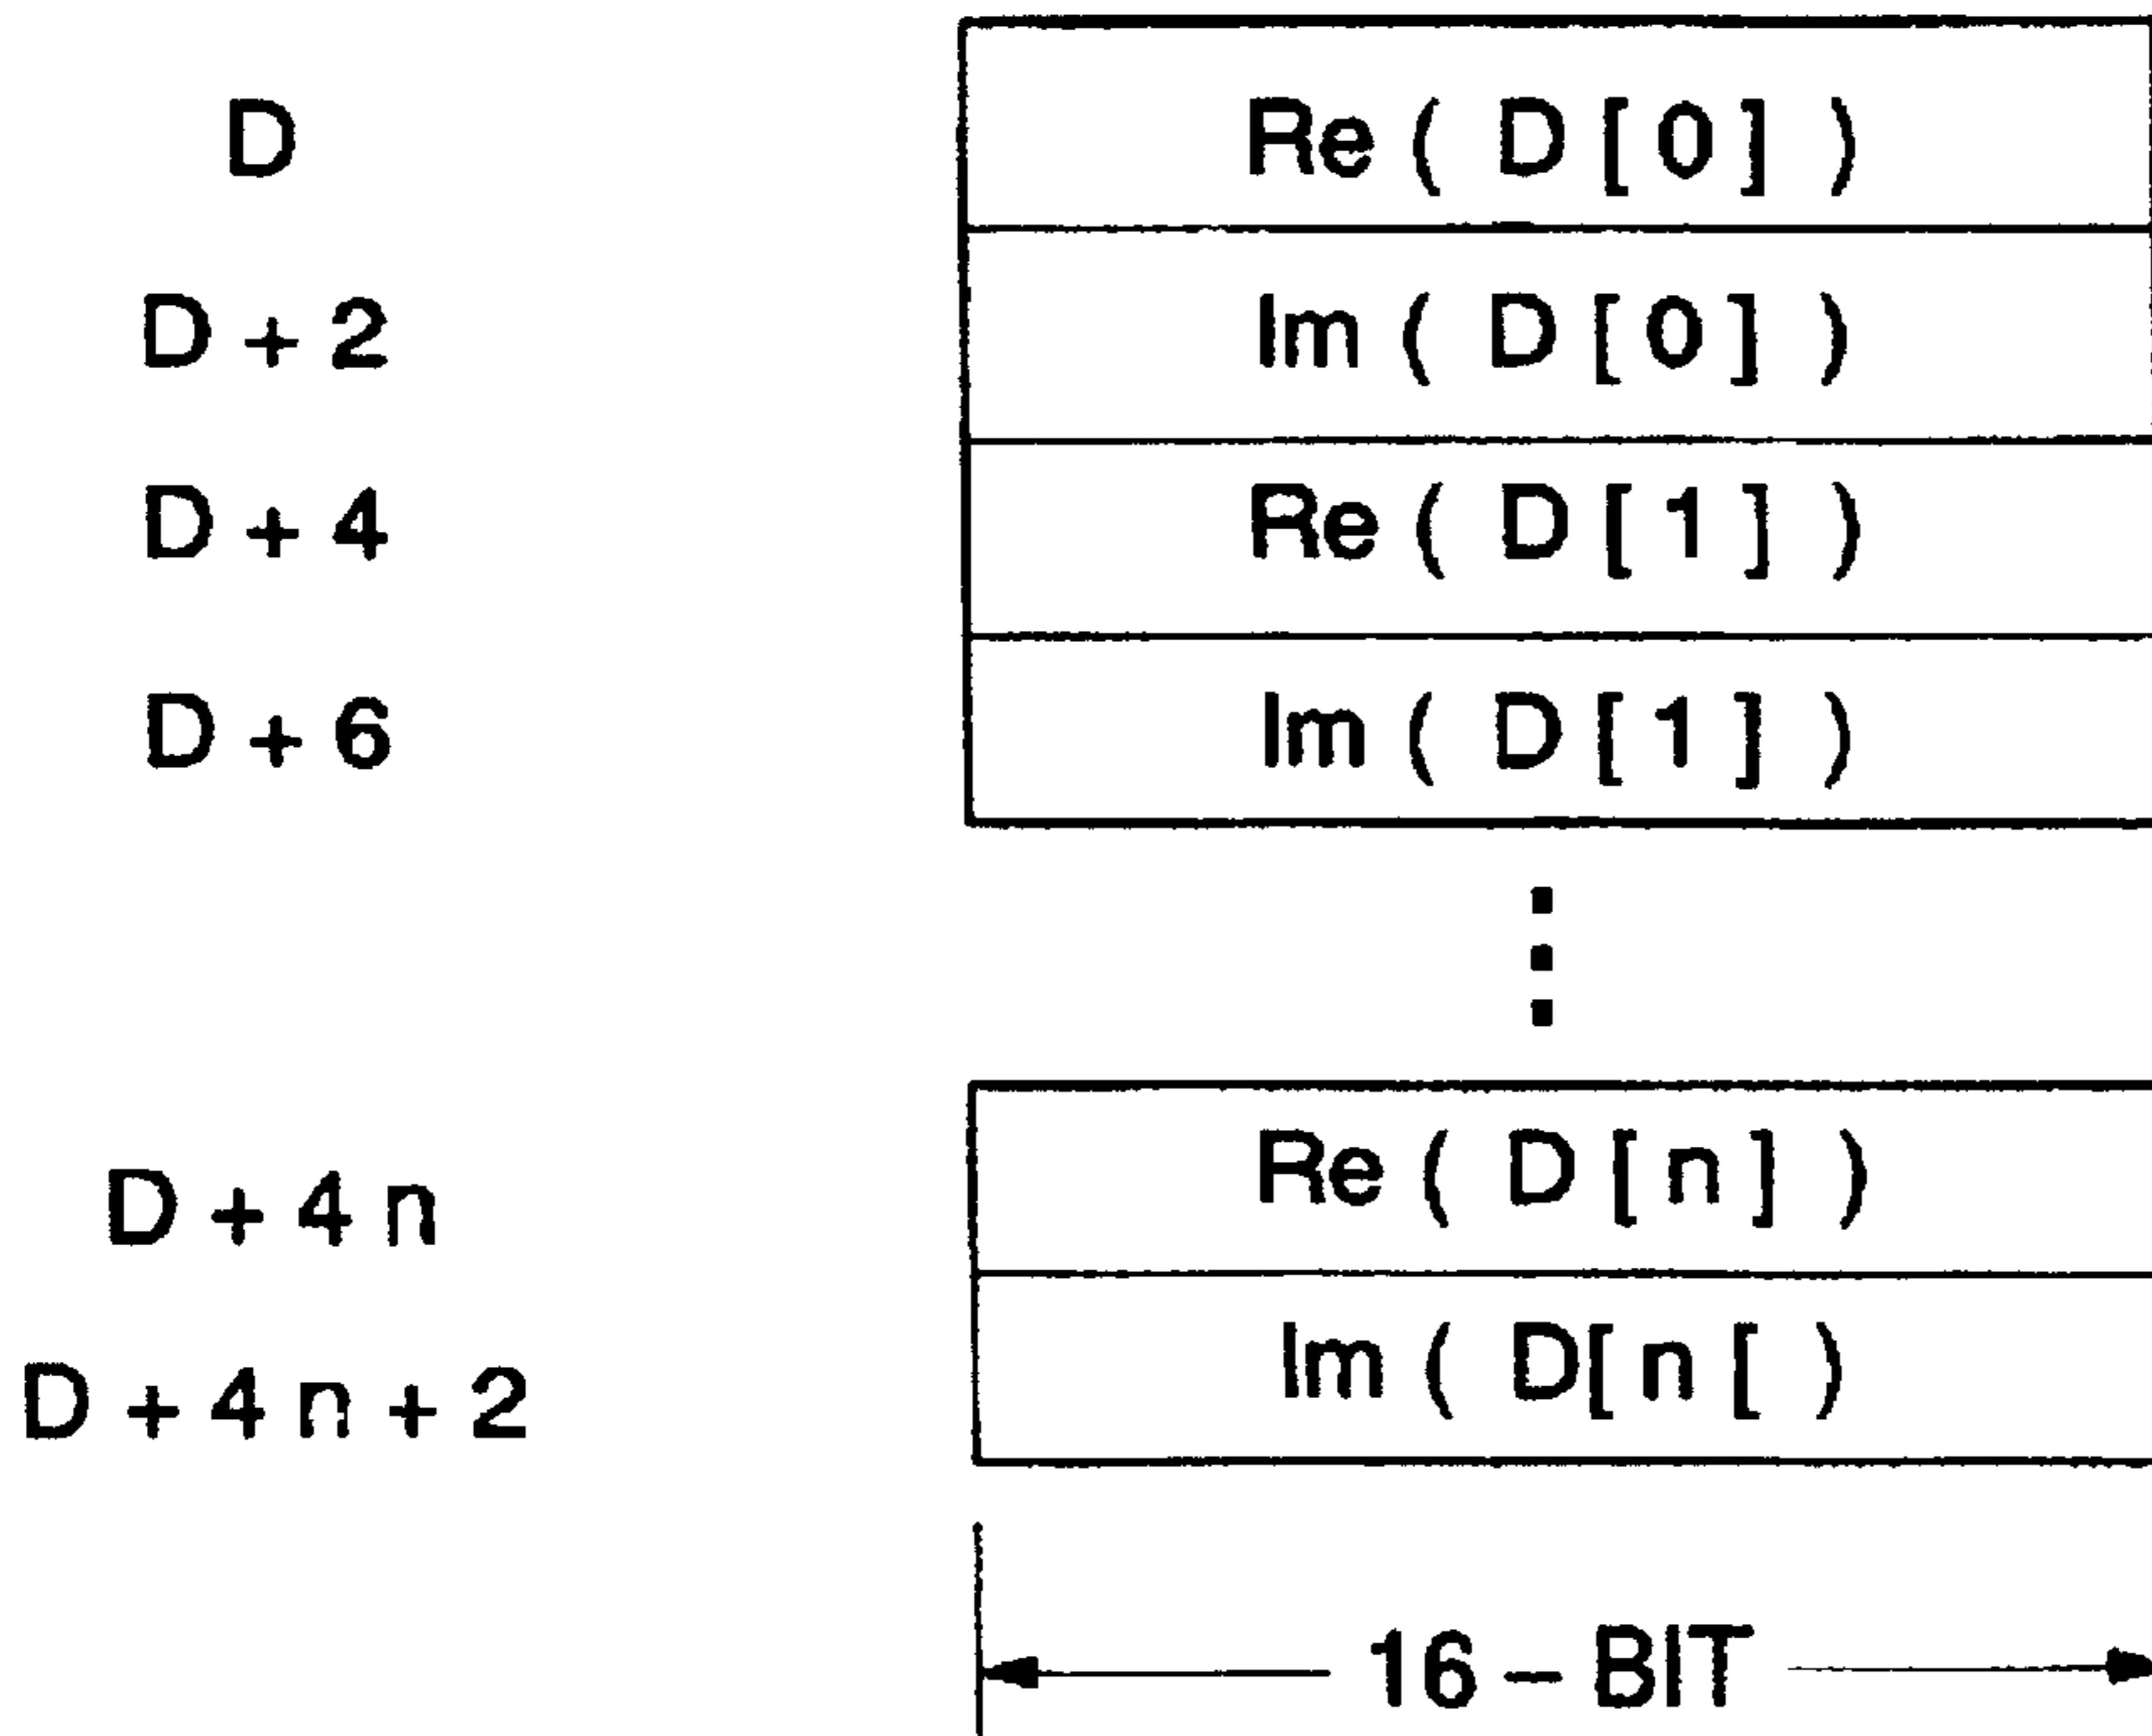 D Re ( D [ 0 ] )
D + 2 Im ( D [ 0 ] )
D + 4 Re ( D [ 1 ] )
D + 6 Im ( D [ 1 ] )
D + 4 n Re ( D [ n ] )
D + 4 n + 2 Im ( D [ n [ )
16 - BIT